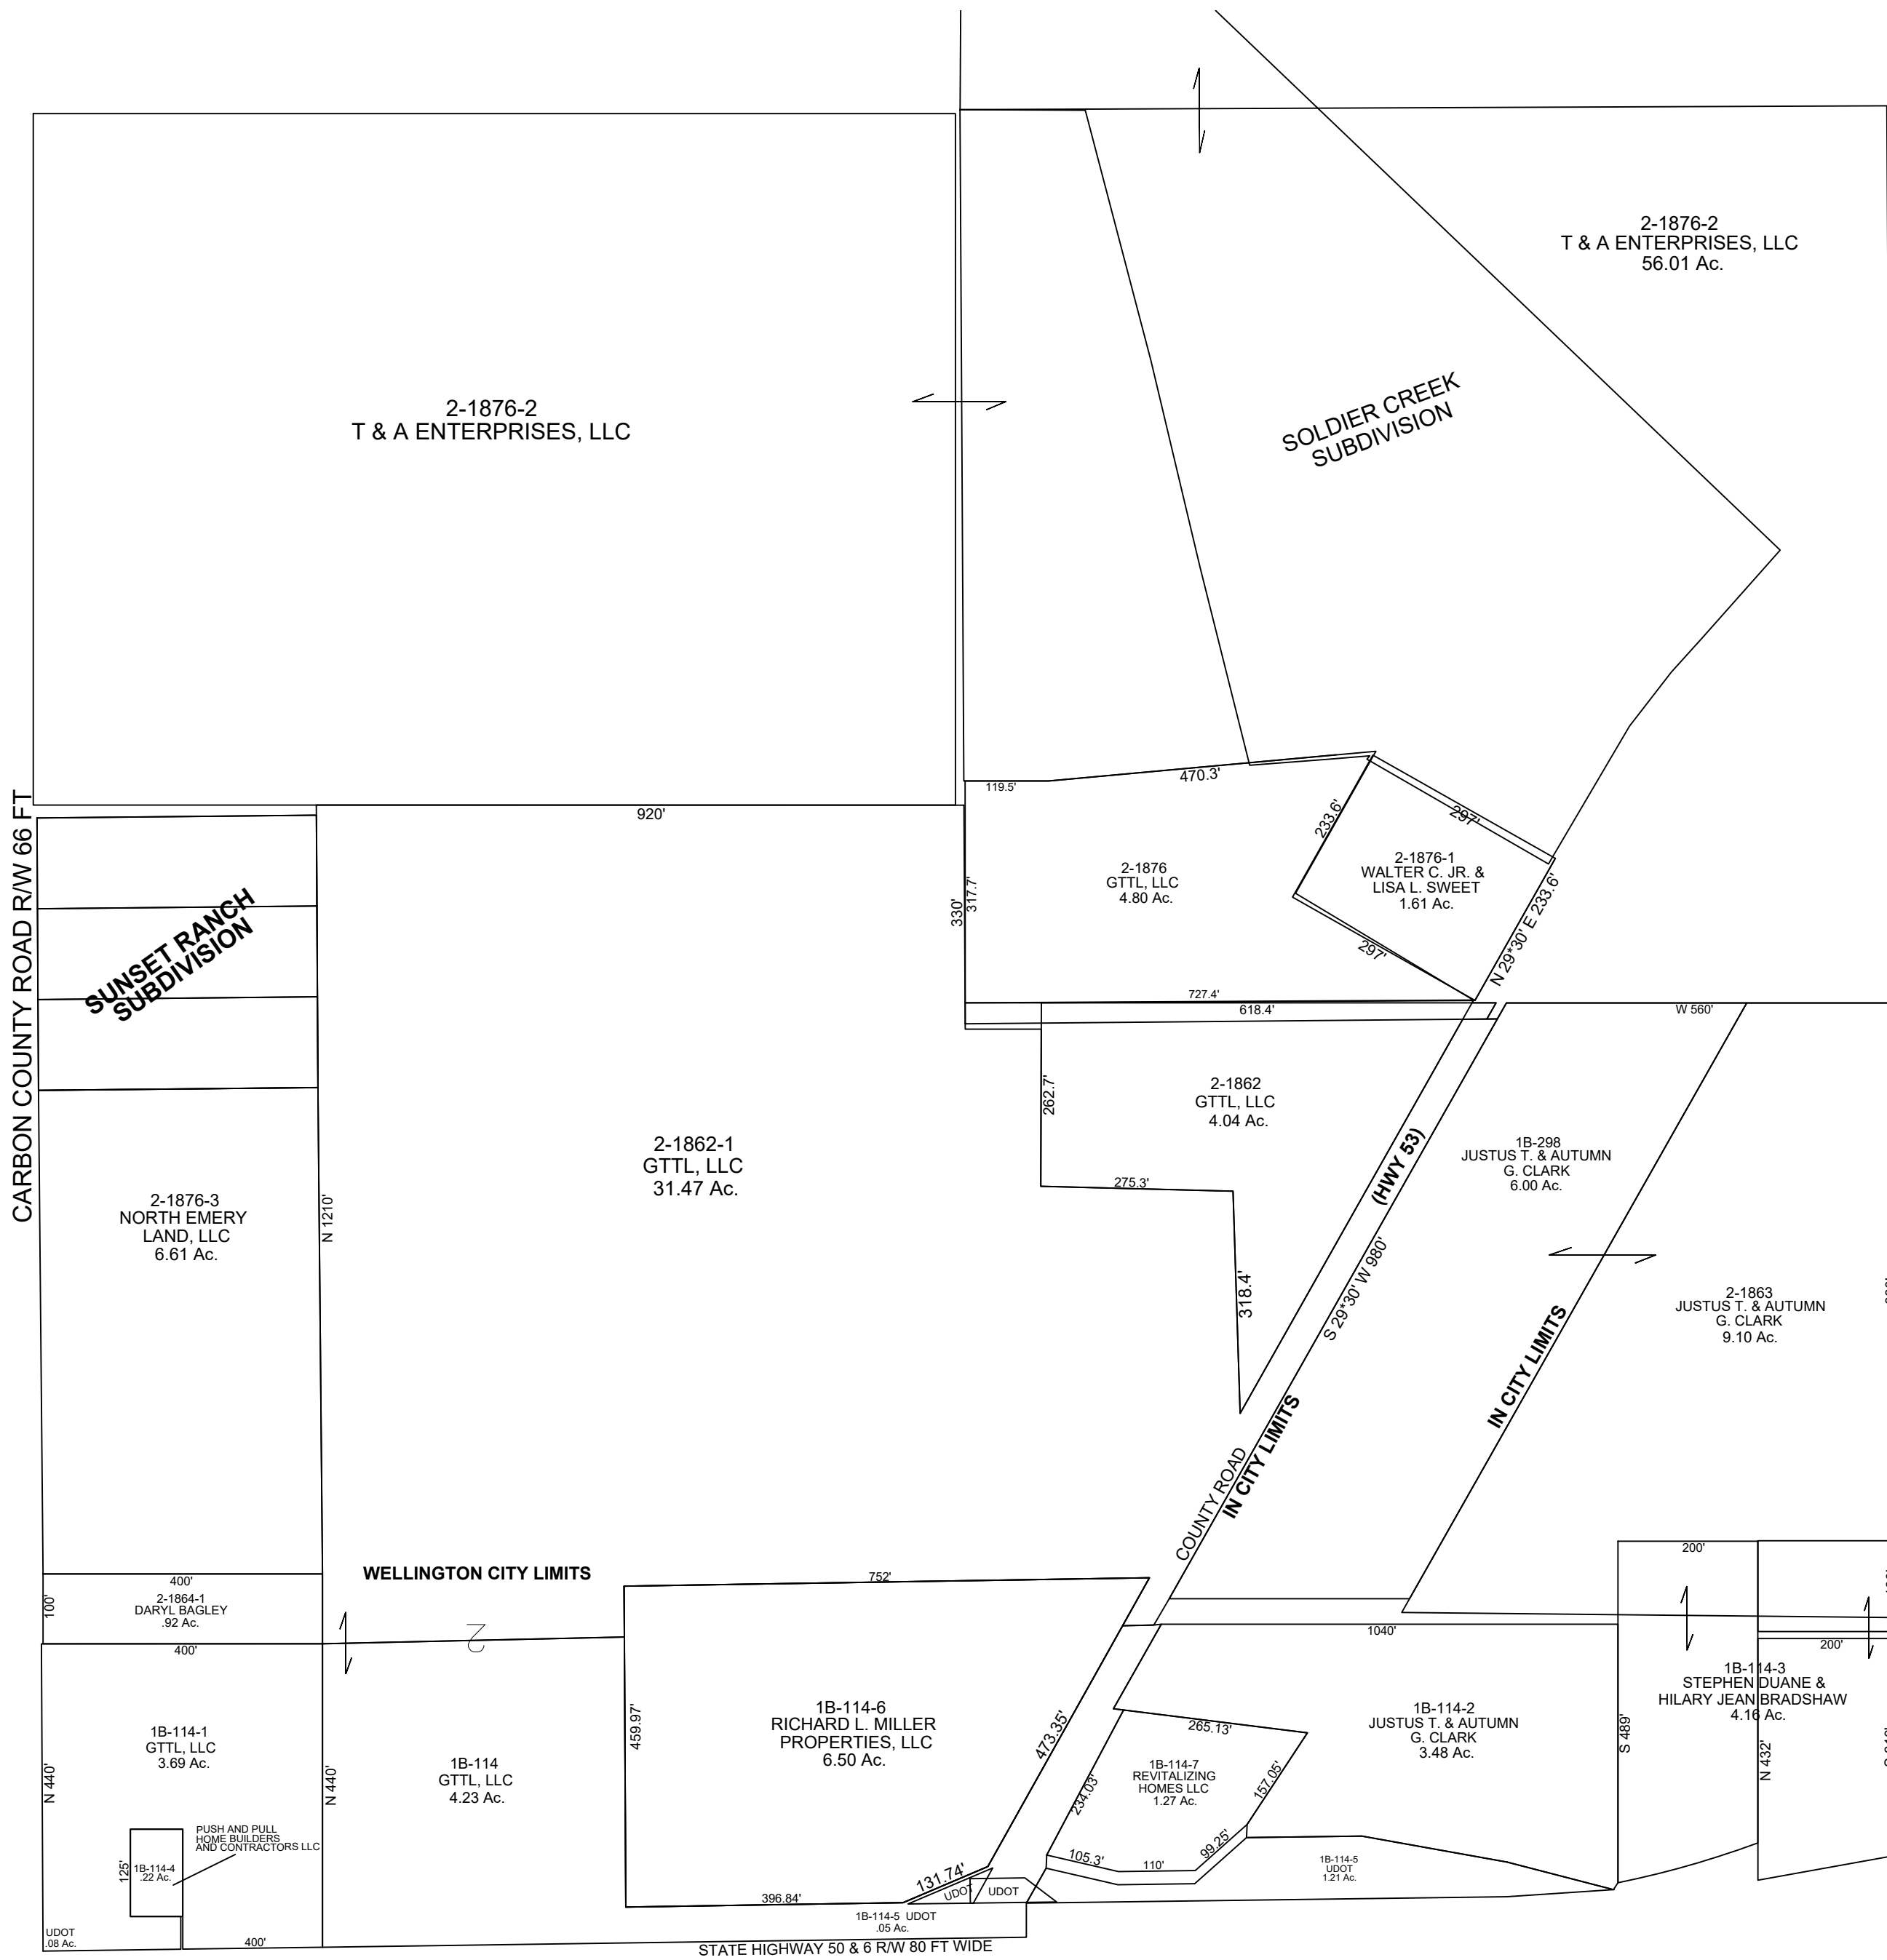 2-1876-2
T & A ENTERPRISES, LLC
56.01 Ac.
2-1876-2
T & A ENTERPRISES, LLC
SOLDIER CREEK
SUBDIVISION
CARBON COUNTY ROAD R/W 66 FT
920'
119.5'
470.3'
233.6'
297'
2-1876
GTTL, LLC
4.80 Ac.
2-1876-1
WALTER C. JR. &
LISA L. SWEET
1.61 Ac.
330'
317.7'
297'
N 29*30' E 233.6'
SUNSET RANCH
SUBDIVISION
727.4'
618.4'
W 560'
262.7'
2-1862
GTTL, LLC
4.04 Ac.
275.3'
318.4'
(HWY 53)
S 29*30' W 980'
1B-298
JUSTUS T. & AUTUMN
G. CLARK
6.00 Ac.
2-1862-1
GTTL, LLC
31.47 Ac.
2-1876-3
NORTH EMERY
LAND, LLC
6.61 Ac.
N 1210'
2-1863
JUSTUS T. & AUTUMN
G. CLARK
9.10 Ac.
IN CITY LIMITS
COUNTY ROAD
IN CITY LIMITS
WELLINGTON CITY LIMITS
752'
200'
400'
100'
2-1864-1
DARYL BAGLEY
.92 Ac.
400'
2
1040'
200'
1B-114-3
STEPHEN DUANE &
HILARY JEAN BRADSHAW
4.16 Ac.
1B-114-1
GTTL, LLC
3.69 Ac.
N 440'
N 440'
1B-114
GTTL, LLC
4.23 Ac.
459.97'
1B-114-6
RICHARD L. MILLER
PROPERTIES, LLC
6.50 Ac.
473.35'
265.13'
1B-114-7
REVITALIZING
HOMES LLC
1.27 Ac.
234.03'
157.05'
1B-114-2
JUSTUS T. & AUTUMN
G. CLARK
3.48 Ac.
S 489'
N 432'
PUSH AND PULL
HOME BUILDERS
AND CONTRACTORS LLC
125'
1B-114-4
.22 Ac.
105.3'
110'
99.25'
1B-114-5
UDOT
1.21 Ac.
131.74'
UDOT
UDOT
396.84'
1B-114-5 UDOT
.05 Ac.
UDOT
.08 Ac.
400'
STATE HIGHWAY 50 & 6 R/W 80 FT WIDE